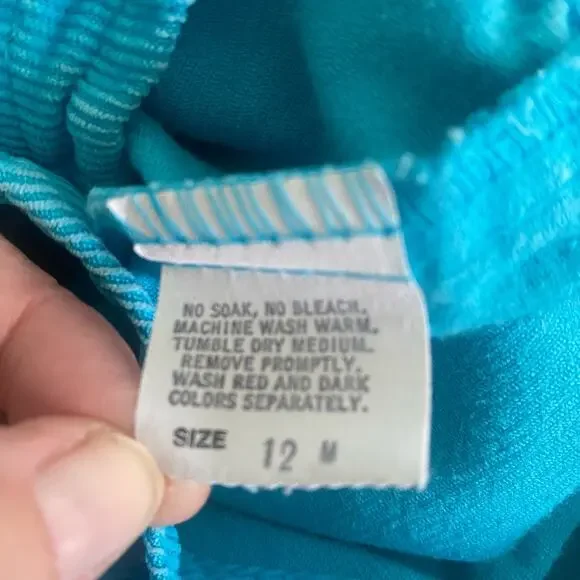 NO SOAK, NO BLEACH.
MACHINE WASH WARM.
TUMBLE DRY MEDIUM.
REMOVE PROMPTLY.
WASH RED AND DARK
COLORS SEPARATELY.
SIZE 12 M